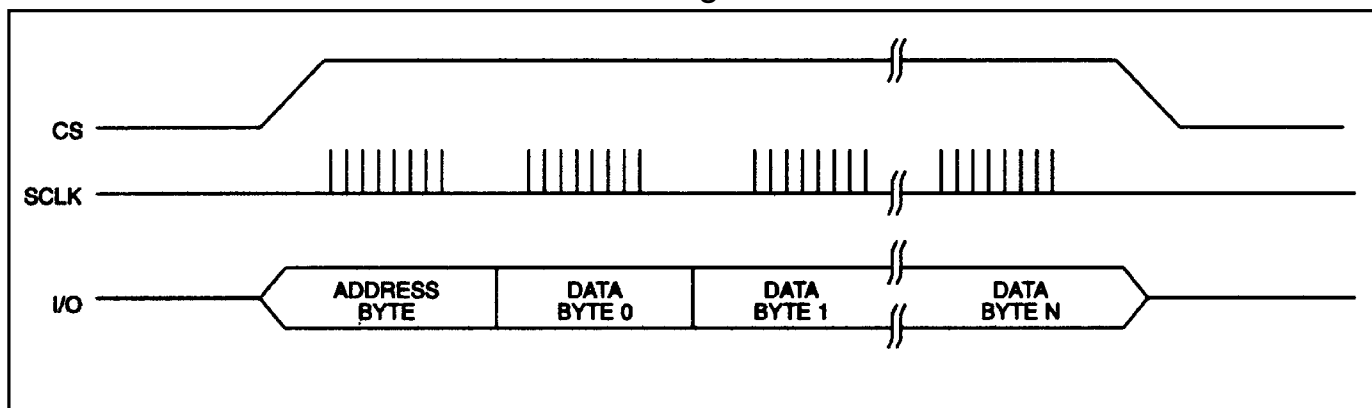 CS
SCLK
I/O
ADDRESS
BYTE
DATA
BYTE 0
DATA
BYTE 1
DATA
BYTE N